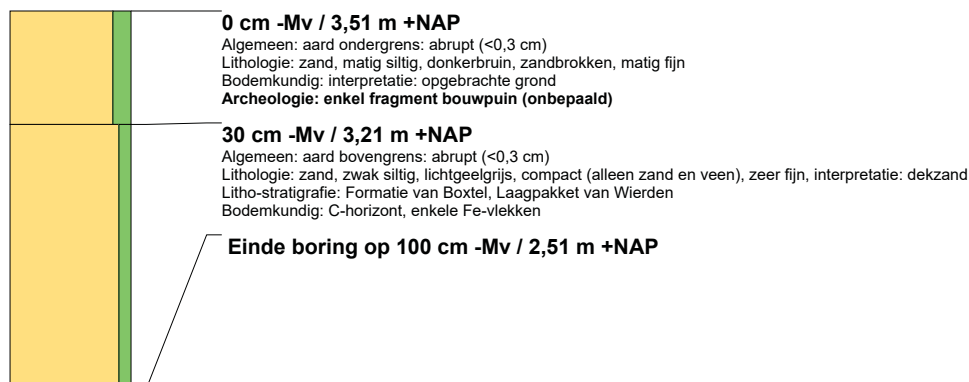 0 cm -Mv / 3,51 m +NAP
Algemeen: aard ondergrens: abrupt (<0,3 cm)
Lithologie: zand, matig siltig, donkerbruin, zandbrokken, matig fijn
Bodemkundig: interpretatie: opgebrachte grond
Archeologie: enkel fragment bouwpuin (onbepaald)
30 cm -Mv / 3,21 m +NAP
Algemeen: aard bovengrens: abrupt (<0,3 cm)
Lithologie: zand, zwak siltig, lichtgeelgrijs, compact (alleen zand en veen), zeer fijn, interpretatie: dekzand
Litho-stratigrafie: Formatie van Boxtel, Laagpakket van Wierden
Bodemkundig: C-horizont, enkele Fe-vlekken
Einde boring op 100 cm -Mv / 2,51 m +NAP